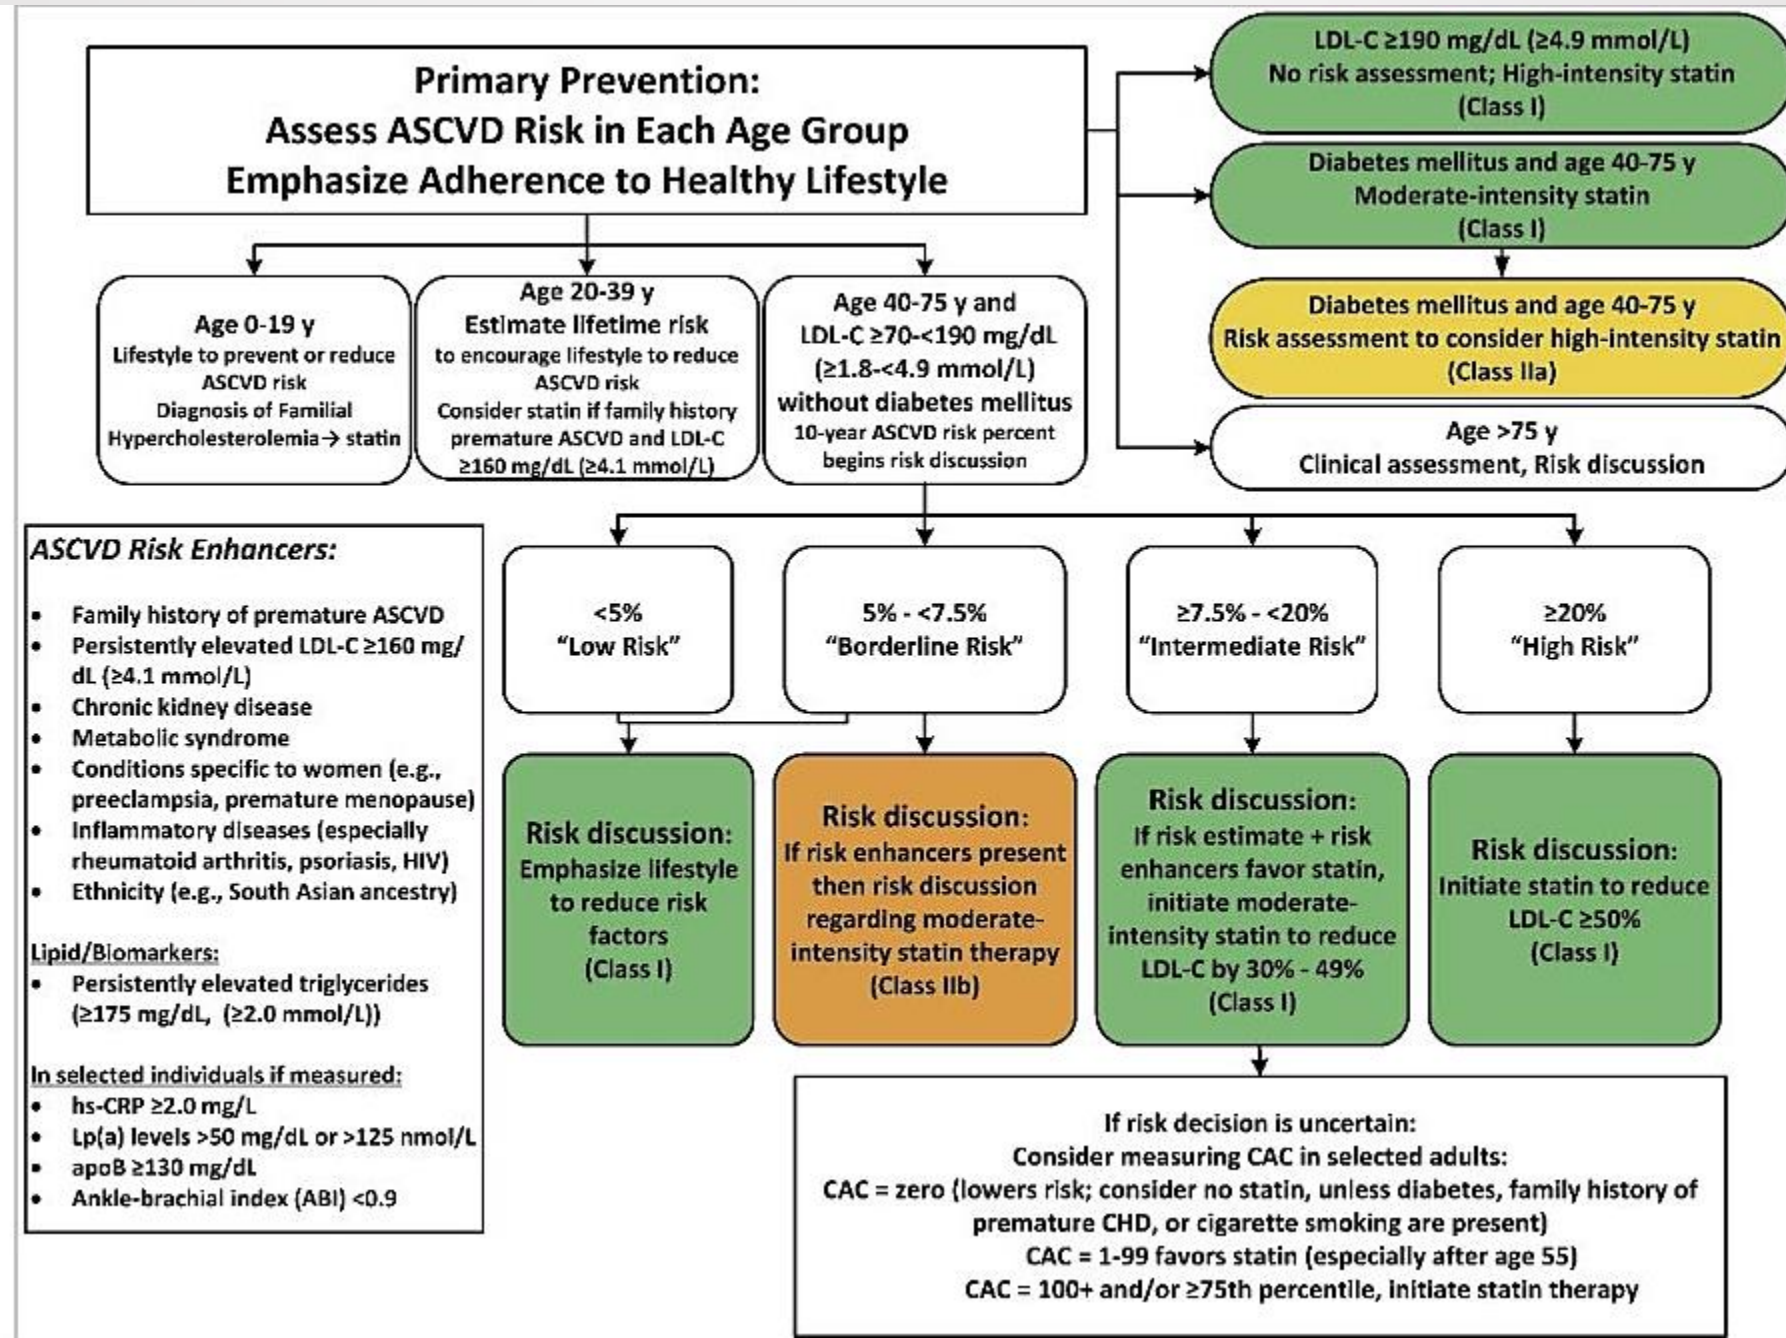 Primary Prevention:
Assess ASCVD Risk in Each Age Group
Emphasize Adherence to Healthy Lifestyle
LDL-C ≥190 mg/dL (≥4.9 mmol/L)
No risk assessment; High-intensity statin
(Class I)
Diabetes mellitus and age 40-75 y
Moderate-intensity statin
(Class I)
Diabetes mellitus and age 40-75 y
Risk assessment to consider high-intensity statin
(Class IIa)
Age >75 y
Clinical assessment, Risk discussion
Age 0-19 y
Lifestyle to prevent or reduce
ASCVD risk
Diagnosis of Familial
Hypercholesterolemia→ statin
Age 20-39 y
Estimate lifetime risk
to encourage lifestyle to reduce
ASCVD risk
Consider statin if family history
premature ASCVD and LDL-C
≥160 mg/dL (≥4.1 mmol/L)
Age 40-75 y and
LDL-C ≥70-<190 mg/dL
(≥1.8-<4.9 mmol/L)
without diabetes mellitus
10-year ASCVD risk percent
begins risk discussion
ASCVD Risk Enhancers:
• Family history of premature ASCVD
• Persistently elevated LDL-C ≥160 mg/
dL (≥4.1 mmol/L)
• Chronic kidney disease
• Metabolic syndrome
• Conditions specific to women (e.g.,
preeclampsia, premature menopause)
• Inflammatory diseases (especially
rheumatoid arthritis, psoriasis, HIV)
• Ethnicity (e.g., South Asian ancestry)
Lipid/Biomarkers:
• Persistently elevated triglycerides
(≥175 mg/dL, (≥2.0 mmol/L))
In selected individuals if measured:
• hs-CRP ≥2.0 mg/L
• Lp(a) levels >50 mg/dL or >125 nmol/L
• apoB ≥130 mg/dL
• Ankle-brachial index (ABI) <0.9
<5%
"Low Risk"
5% - <7.5%
"Borderline Risk"
≥7.5% - <20%
"Intermediate Risk"
≥20%
"High Risk"
Risk discussion:
Emphasize lifestyle
to reduce risk
factors
(Class I)
Risk discussion:
If risk enhancers present
then risk discussion
regarding moderate-
intensity statin therapy
(Class IIb)
Risk discussion:
If risk estimate + risk
enhancers favor statin,
initiate moderate-
intensity statin to reduce
LDL-C by 30% - 49%
(Class I)
Risk discussion:
Initiate statin to reduce
LDL-C ≥50%
(Class I)
If risk decision is uncertain:
Consider measuring CAC in selected adults:
CAC = zero (lowers risk; consider no statin, unless diabetes, family history of
premature CHD, or cigarette smoking are present)
CAC = 1-99 favors statin (especially after age 55)
CAC = 100+ and/or ≥75th percentile, initiate statin therapy